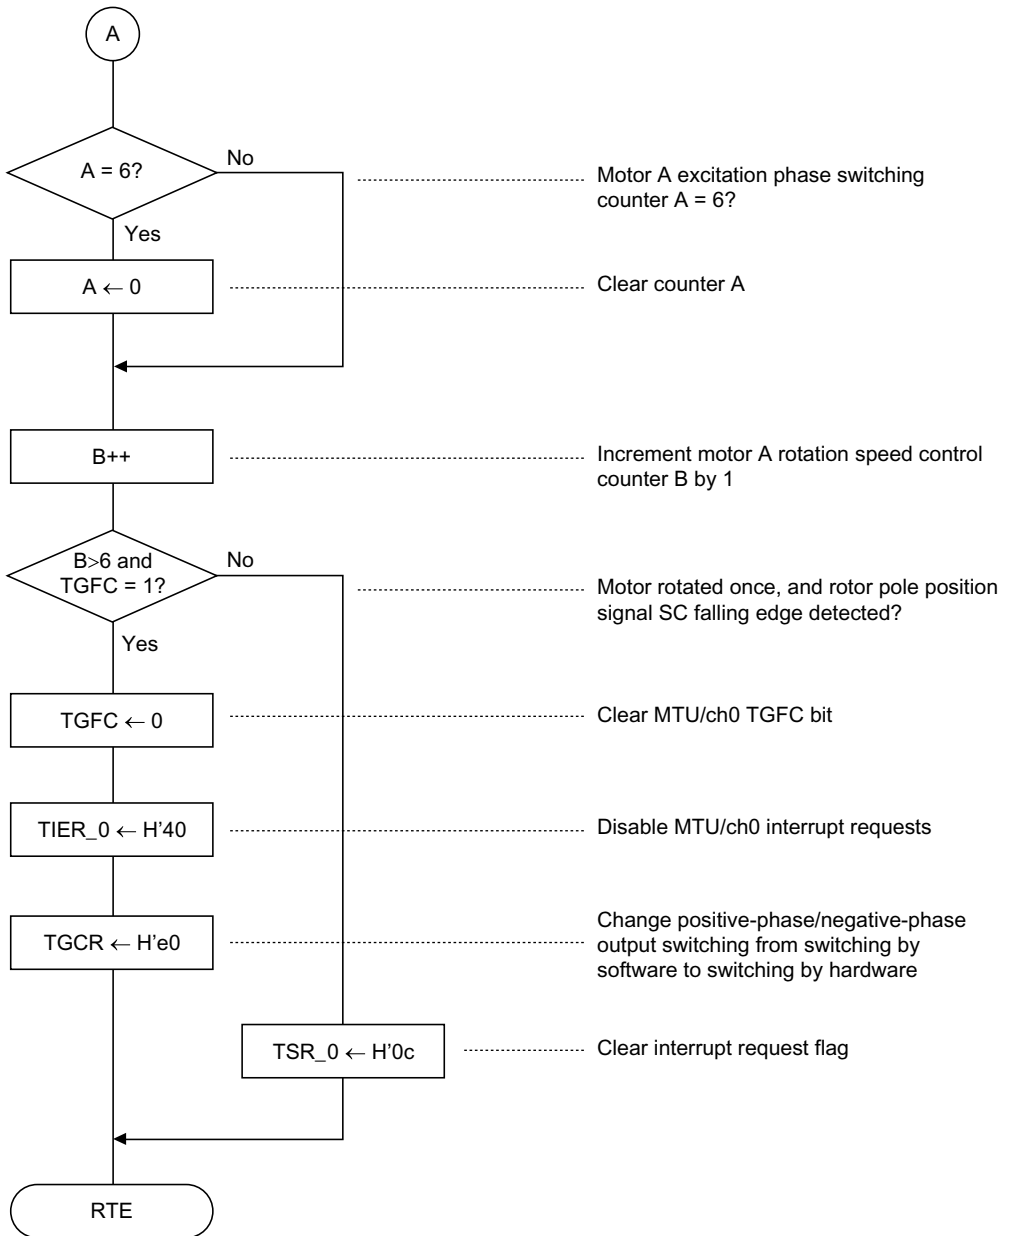 A
A = 6?
No
Motor A excitation phase switching
counter A = 6?
Yes
A ← 0
Clear counter A
B++
Increment motor A rotation speed control
counter B by 1
B>6 and
TGFC = 1?
No
Motor rotated once, and rotor pole position
signal SC falling edge detected?
Yes
TGFC ← 0
Clear MTU/ch0 TGFC bit
TIER_0 ← H'40
Disable MTU/ch0 interrupt requests
TGCR ← H'e0
Change positive-phase/negative-phase
output switching from switching by
software to switching by hardware
TSR_0 ← H'0c
Clear interrupt request flag
RTE